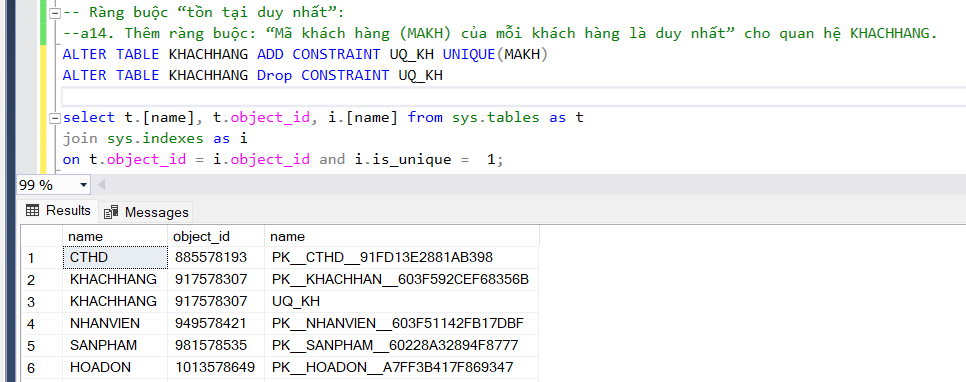 -- Ràng buộc “tồn tại duy nhất”:
--a14. Thêm ràng buộc: “Mã khách hàng (MAKH) của mỗi khách hàng là duy nhất” cho quan hệ KHACHHANG.
ALTER TABLE KHACHHANG ADD CONSTRAINT UQ_KH UNIQUE(MAKH)
ALTER TABLE KHACHHANG Drop CONSTRAINT UQ_KH
select t.[name], t.object_id, i.[name] from sys.tables as t
join sys.indexes as i
on t.object_id = i.object_id and i.is_unique =  1;
99 %
Results Messages
name object_id name
1 CTHD 885578193 PK__CTHD__91FD13E2881AB398
2 KHACHHANG 917578307 PK__KHACHHAN__603F592CEF68356B
3 KHACHHANG 917578307 UQ_KH
4 NHANVIEN 949578421 PK__NHANVIEN__603F51142FB17DBF
5 SANPHAM 981578535 PK__SANPHAM__60228A32894F8777
6 HOADON 1013578649 PK__HOADON__A7FF3B417F869347